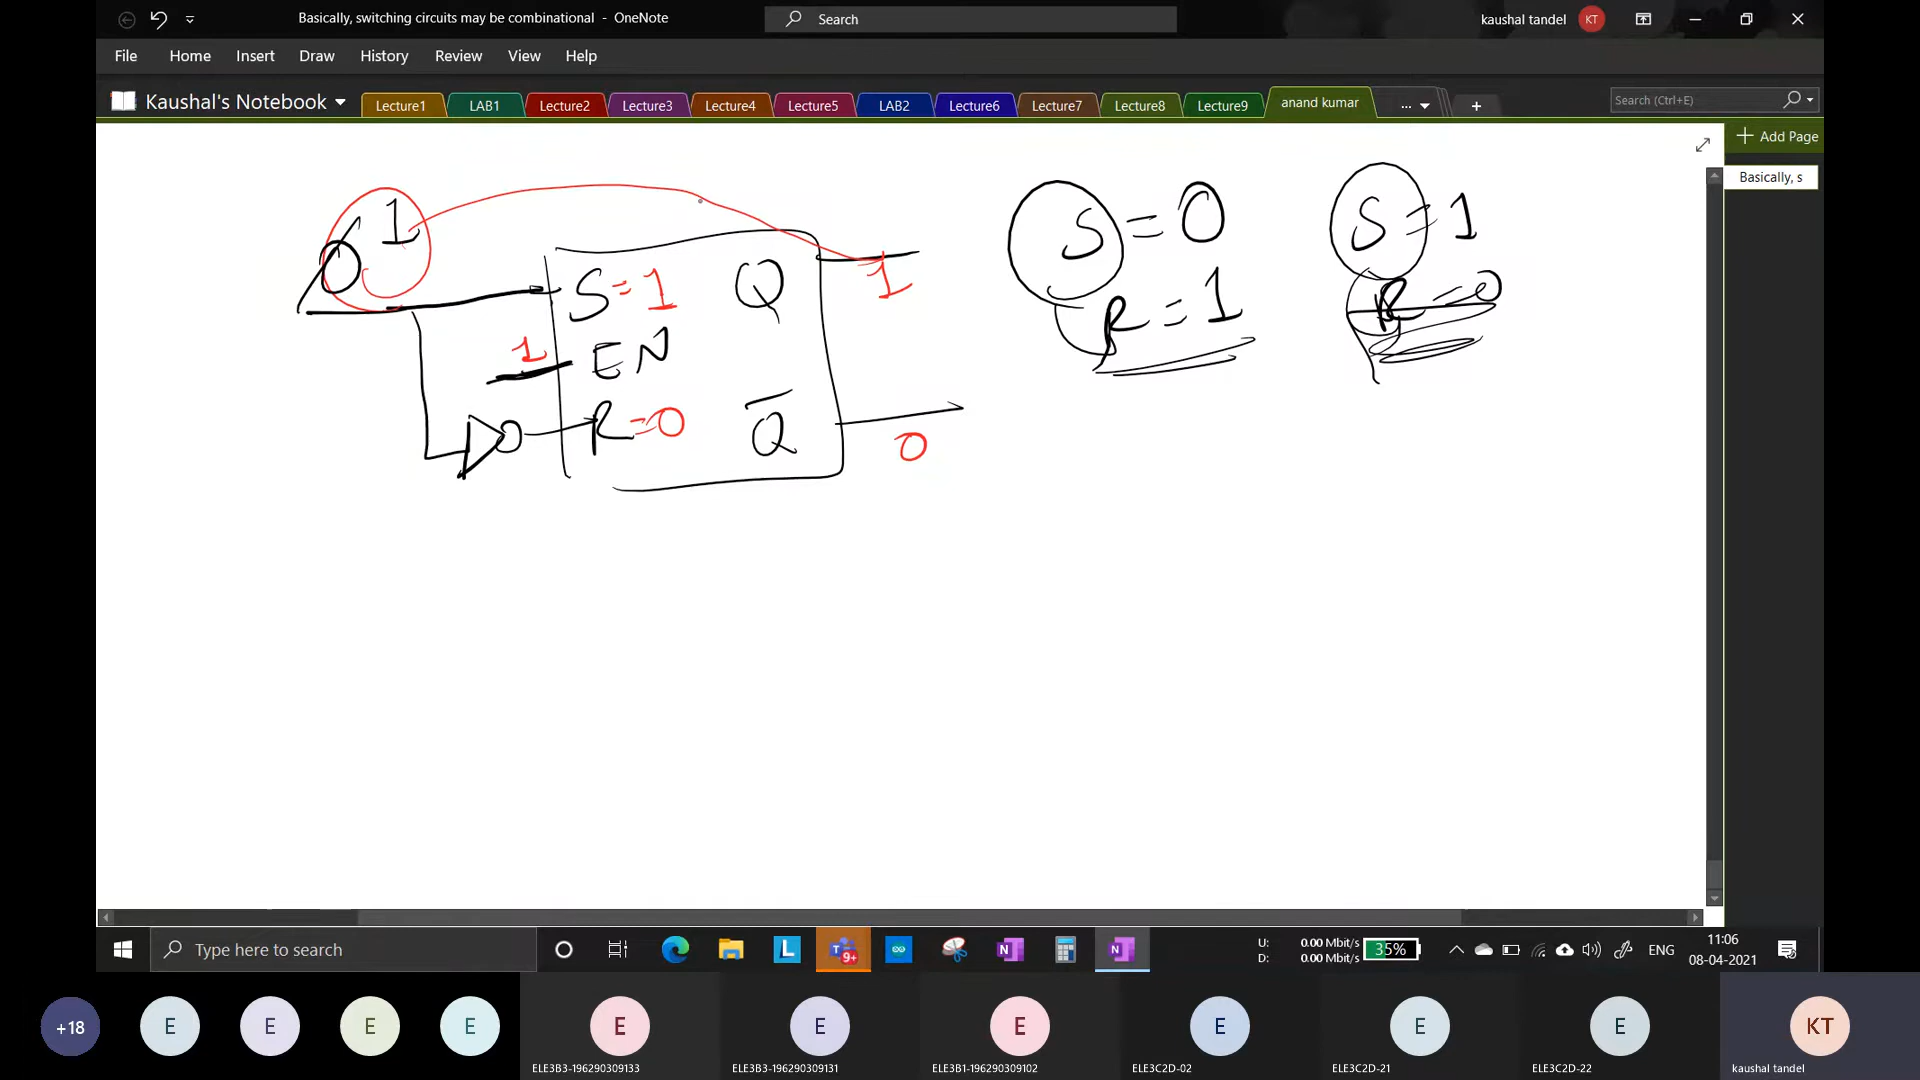 Basically, switching circuits may be combinational - OneNote
Search
kaushal tandel
KT
File
Home
Insert
Draw
History
Review
View
Help
Kaushal's Notebook
Lecture1
LAB1
Lecture2
Lecture3
Lecture4
Lecture5
LAB2
Lecture6
Lecture7
Lecture8
Lecture9
anand kumar
...
+
Search (Ctrl+E)
Add Page
Basically, s
0 1
S = 1 Q 1
1 EN
R = 0 Q̅ 0
S = 0
R = 1
S = 1
R = 0
Type here to search
L
9+
N
N
U: 0.00 Mbit/s
D: 0.00 Mbit/s
35%
ENG
11:06
08-04-2021
+18
E
E
E
E
E
E
E
E
E
E
KT
ELE3B3-196290309133
ELE3B3-196290309131
ELE3B1-196290309102
ELE3C2D-02
ELE3C2D-21
ELE3C2D-22
kaushal tandel